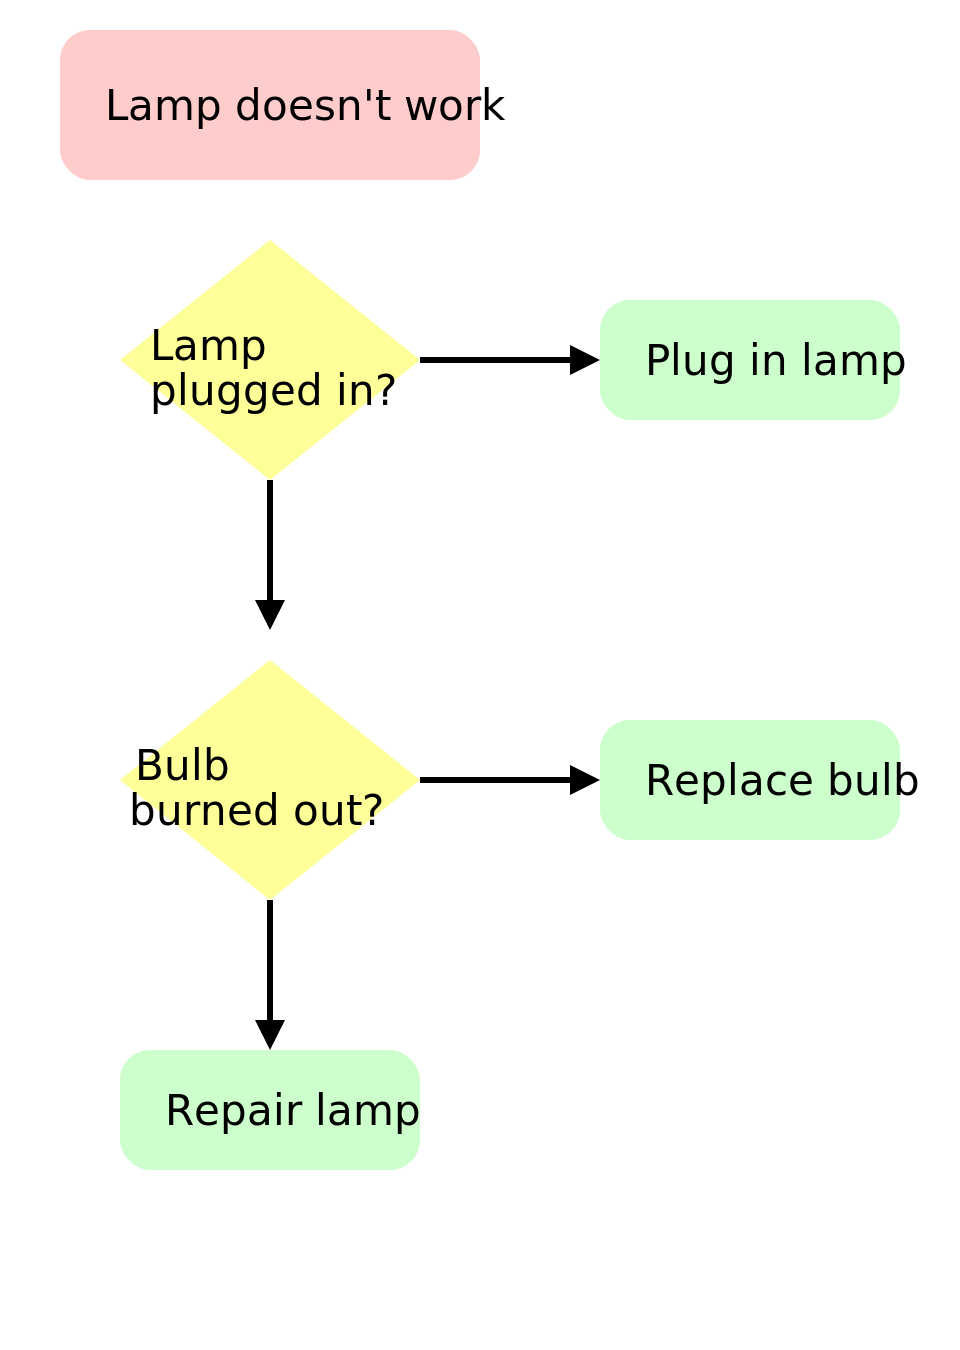 Lamp doesn't work
Lamp
plugged in?
Plug in lamp
Bulb
burned out?
Replace bulb
Repair lamp